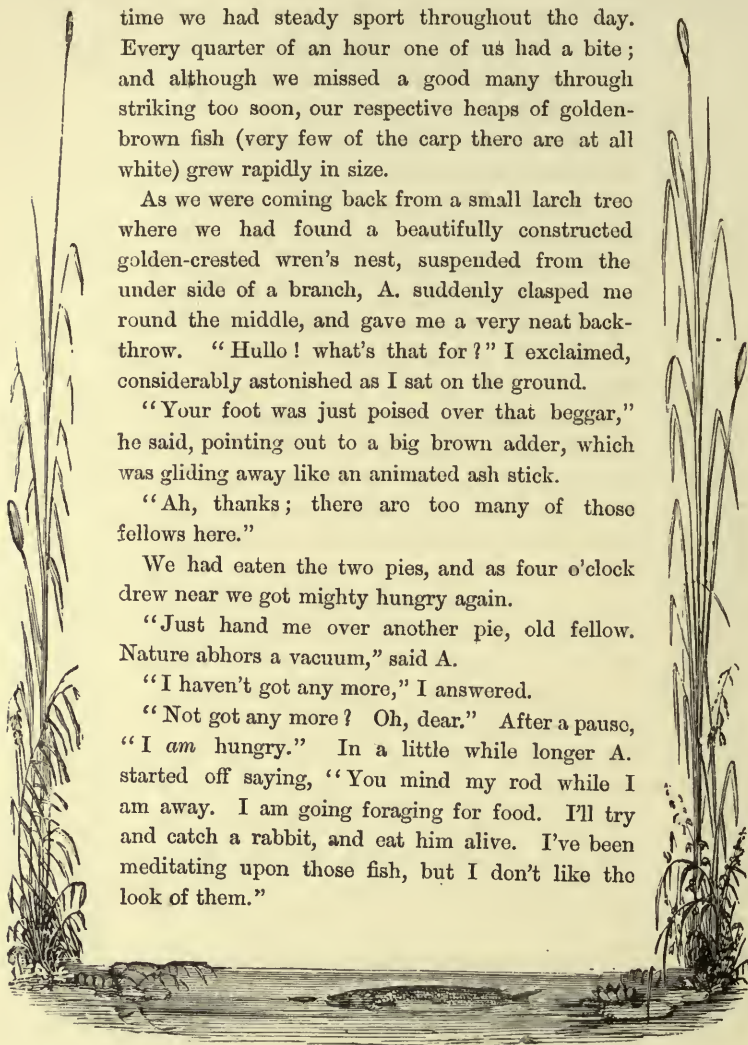 time we had steady sport throughout the day.
Every quarter of an hour one of us had a bite;
and although we missed a good many through
striking too soon, our respective heaps of golden-
brown fish (very few of the carp there are at all
white) grew rapidly in size.
As we were coming back from a small larch tree
where we had found a beautifully constructed
golden-crested wren's nest, suspended from the
under side of a branch, A. suddenly clasped me
round the middle, and gave me a very neat back-
throw. "Hullo! what's that for?" I exclaimed,
considerably astonished as I sat on the ground.
"Your foot was just poised over that beggar,"
he said, pointing out to a big brown adder, which
was gliding away like an animated ash stick.
"Ah, thanks; there are too many of those
fellows here."
We had eaten the two pies, and as four o'clock
drew near we got mighty hungry again.
"Just hand me over another pie, old fellow.
Nature abhors a vacuum," said A.
"I haven't got any more," I answered.
"Not got any more? Oh, dear." After a pause,
"I am hungry." In a little while longer A.
started off saying, "You mind my rod while I
am away. I am going foraging for food. I'll try
and catch a rabbit, and eat him alive. I've been
meditating upon those fish, but I don't like the
look of them."